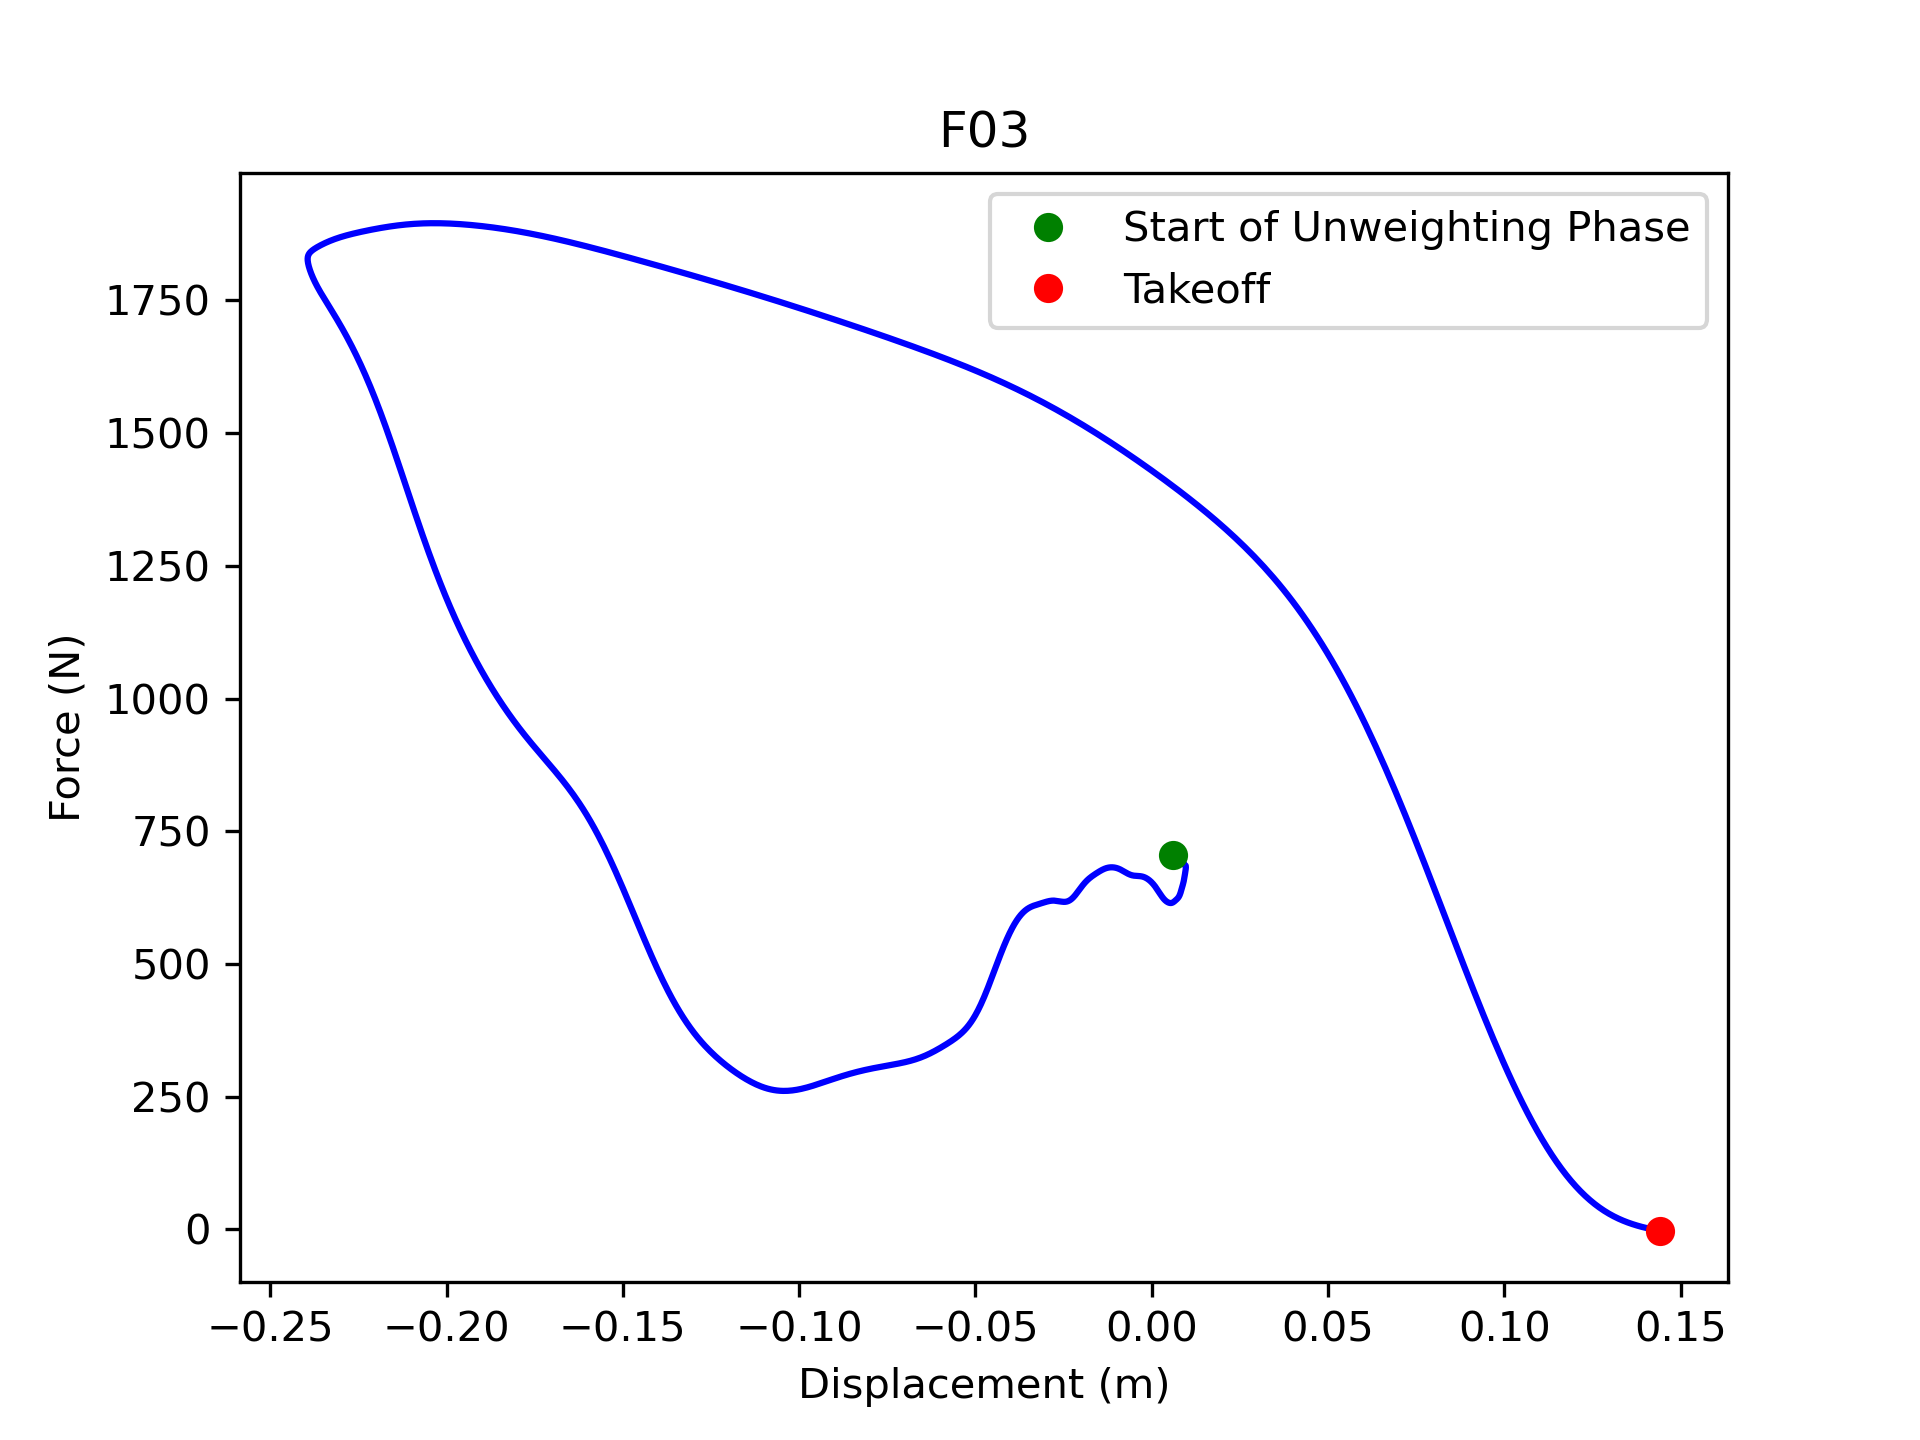 F03
Start of Unweighting Phase
Takeoff
Force (N)
1750
1500
1250
1000
750
500
250
0
−0.25 −0.20 −0.15 −0.10 −0.05 0.00 0.05 0.10 0.15
Displacement (m)